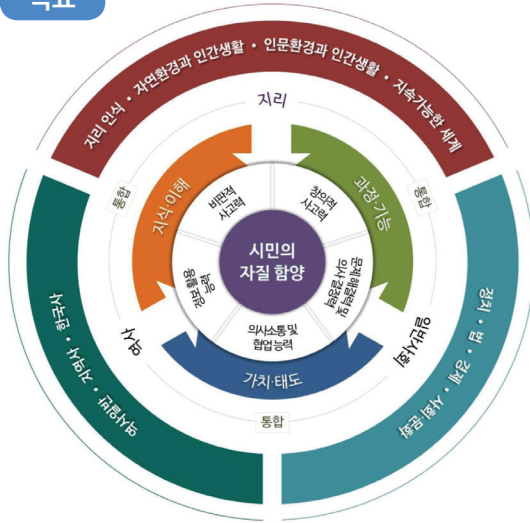 목표
지리 인식 • 자연환경과 인간생활 • 인문환경과 인간생활 • 지속가능한 세계
지리
통합
통합
지식·이해
과정·기능
비판적
사고력
창의적
사고력
시민의
자질 함양
정보 활용
능력
문제 해결력 및
의사 결정력
의사소통 및
협업 능력
역사
일반사회
가치·태도
통합
역사일반 • 지역사 • 한국사
정치 • 법 • 경제 • 사회·문화